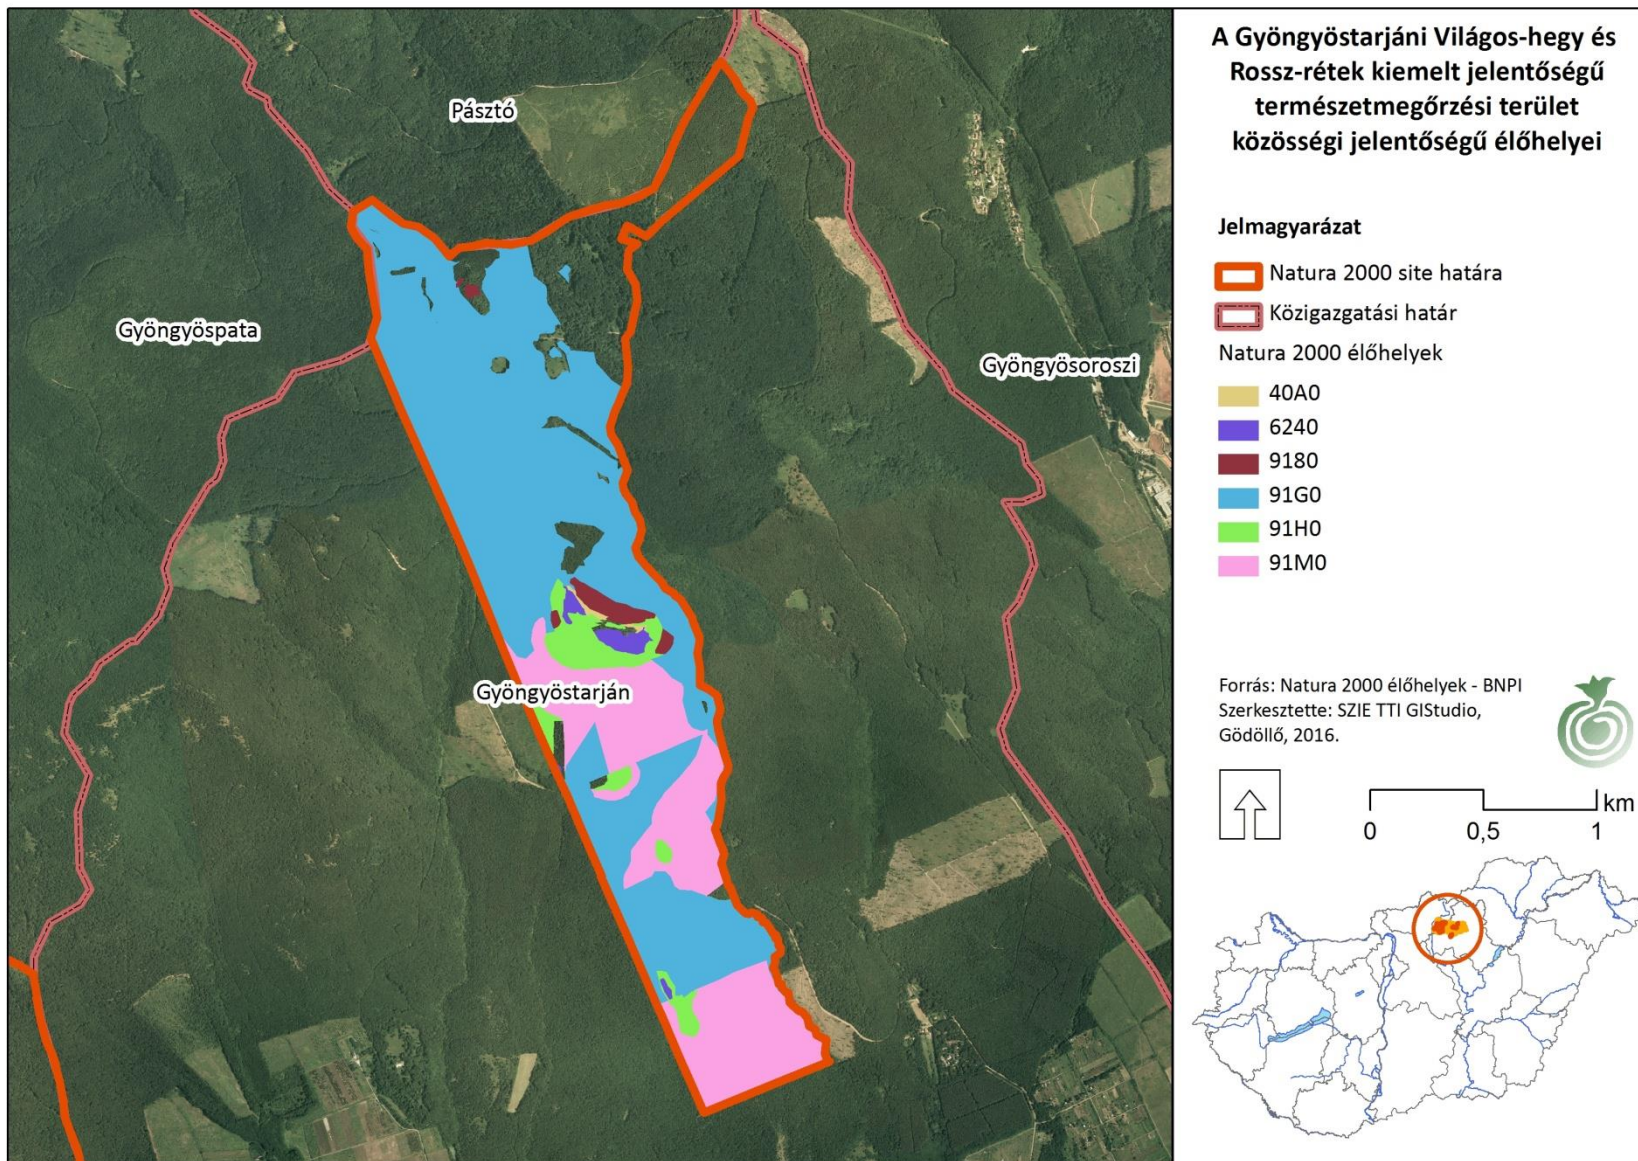 A Gyöngyöstarjáni Világos-hegy és
Rossz-rétek kiemelt jelentőségű
természetmegőrzési terület
közösségi jelentőségű élőhelyei
Pásztó
Gyöngyöspata
Gyöngyösoroszi
Gyöngyöstarján
Jelmagyarázat
Natura 2000 site határa
Közigazgatási határ
Natura 2000 élőhelyek
40A0
6240
9180
91G0
91H0
91M0
Forrás: Natura 2000 élőhelyek - BNPI
Szerkesztette: SZIE TTI GIStudio,
Gödöllő, 2016.
km
0 0,5 1